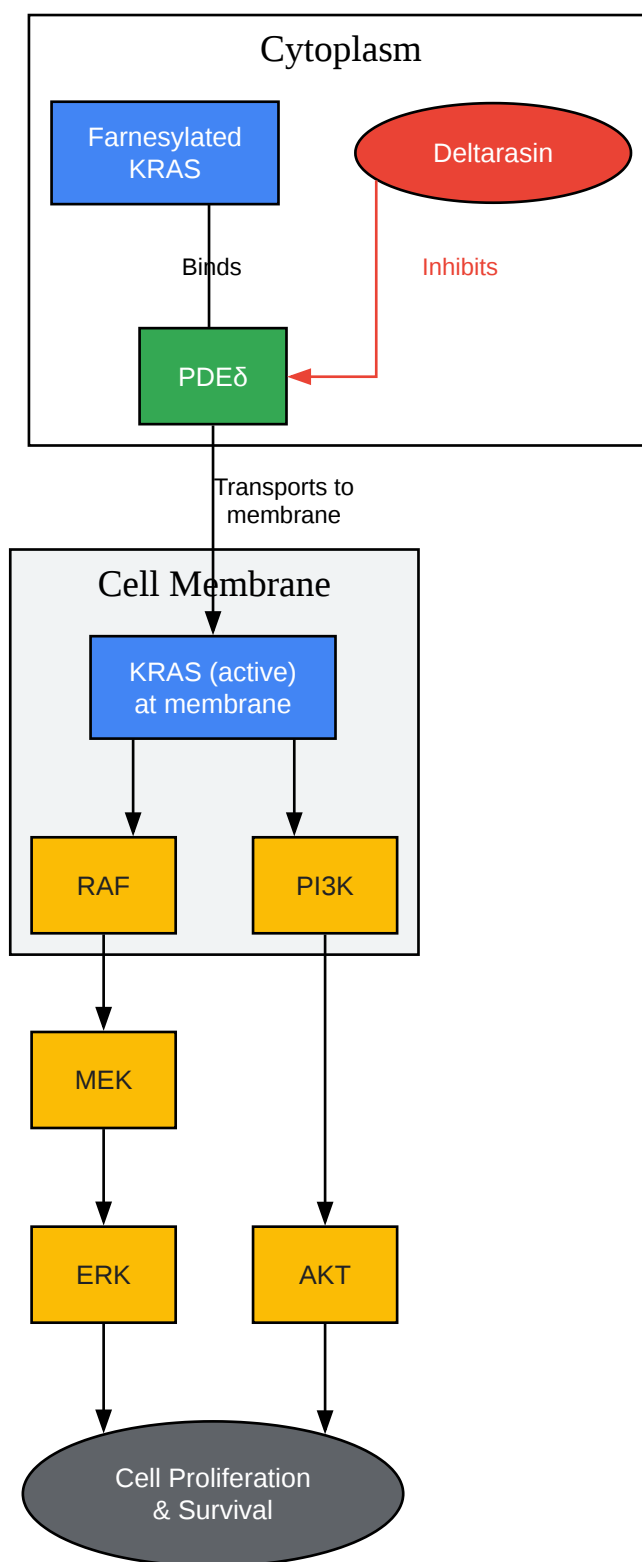 Cytoplasm
Farnesylated
KRAS
Deltarasin
Binds
Inhibits
PDEδ
Transports to
membrane
Cell Membrane
KRAS (active)
at membrane
RAF
PI3K
MEK
ERK
AKT
Cell Proliferation
& Survival